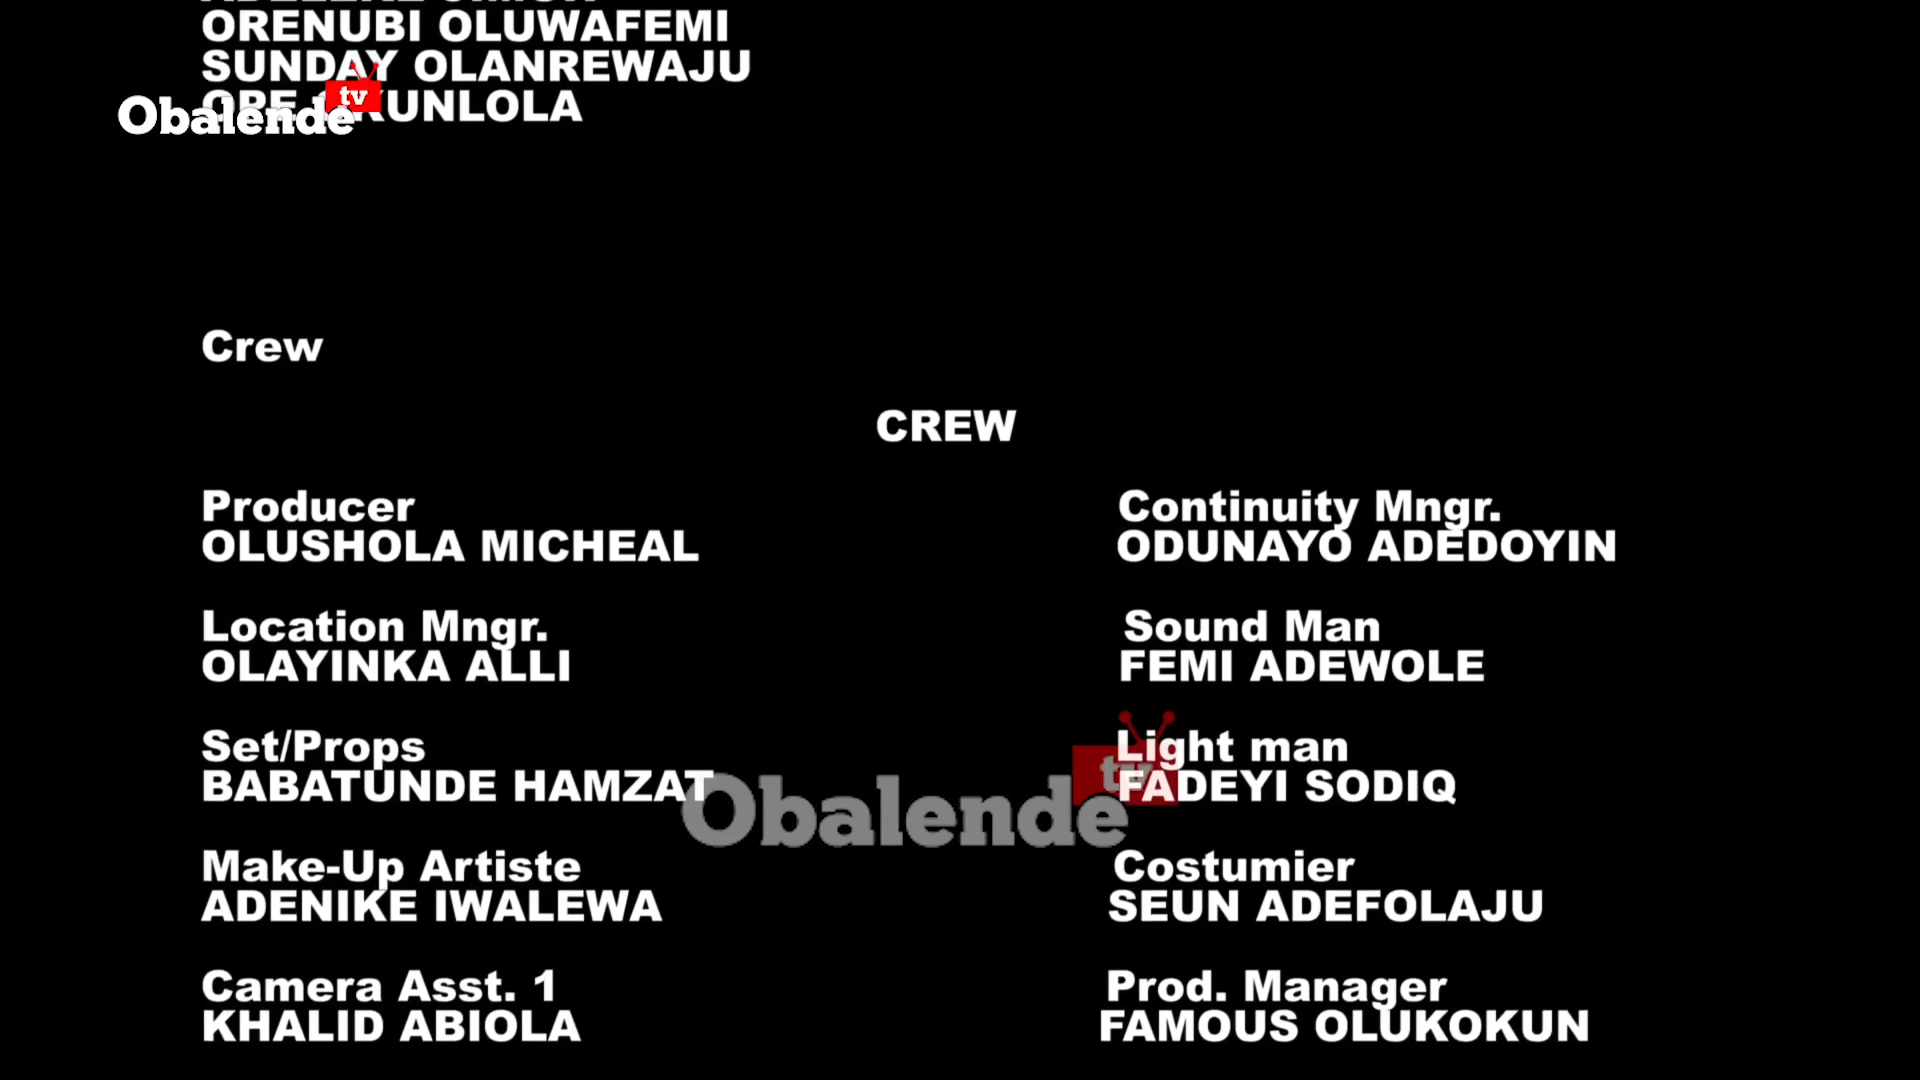 ORENUBI OLUWAFEMI
SUNDAY OLANREWAJU
Obalende tv
Crew
CREW
Producer
OLUSHOLA MICHEAL
Continuity Mngr.
ODUNAYO ADEDOYIN
Location Mngr.
OLAYINKA ALLI
Sound Man
FEMI ADEWOLE
Set/Props
BABATUNDE HAMZAT
Light man
FADEYI SODIQ
Obalende tv
Make-Up Artiste
ADENIKE IWALEWA
Costumier
SEUN ADEFOLAJU
Camera Asst. 1
KHALID ABIOLA
Prod. Manager
FAMOUS OLUKOKUN